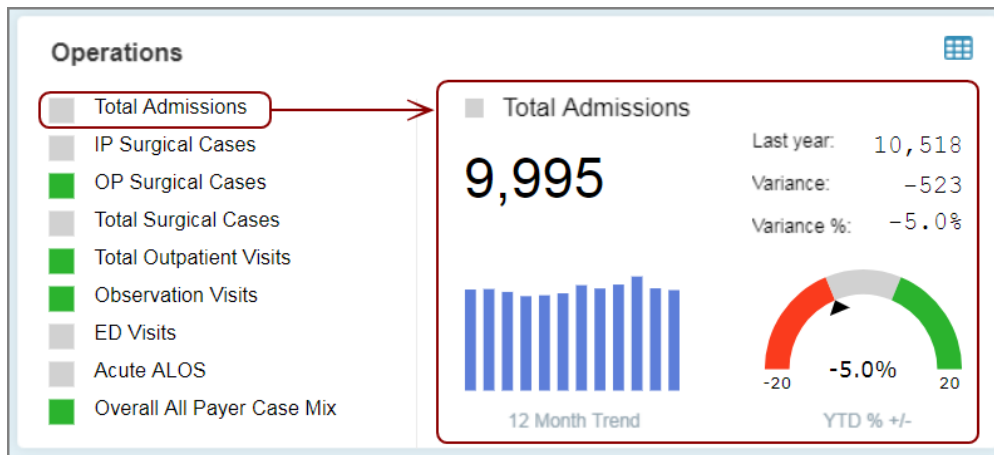 Operations
Total Admissions
IP Surgical Cases
OP Surgical Cases
Total Surgical Cases
Total Outpatient Visits
Observation Visits
ED Visits
Acute ALOS
Overall All Payer Case Mix
Total Admissions
9,995
Last year: 10,518
Variance: -523
Variance %: -5.0%
12 Month Trend
-20 -5.0% 20
YTD % +/-